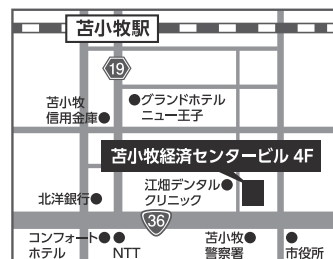 苫小牧駅
19
苫小牧
信用金庫●
●グランドホテル
ニュー王子
苫小牧経済センタービル 4F
北洋銀行●
江畑デンタル●
クリニック
36
コンフォート●
ホテル
●
NTT
苫小牧●
警察署
●
市役所